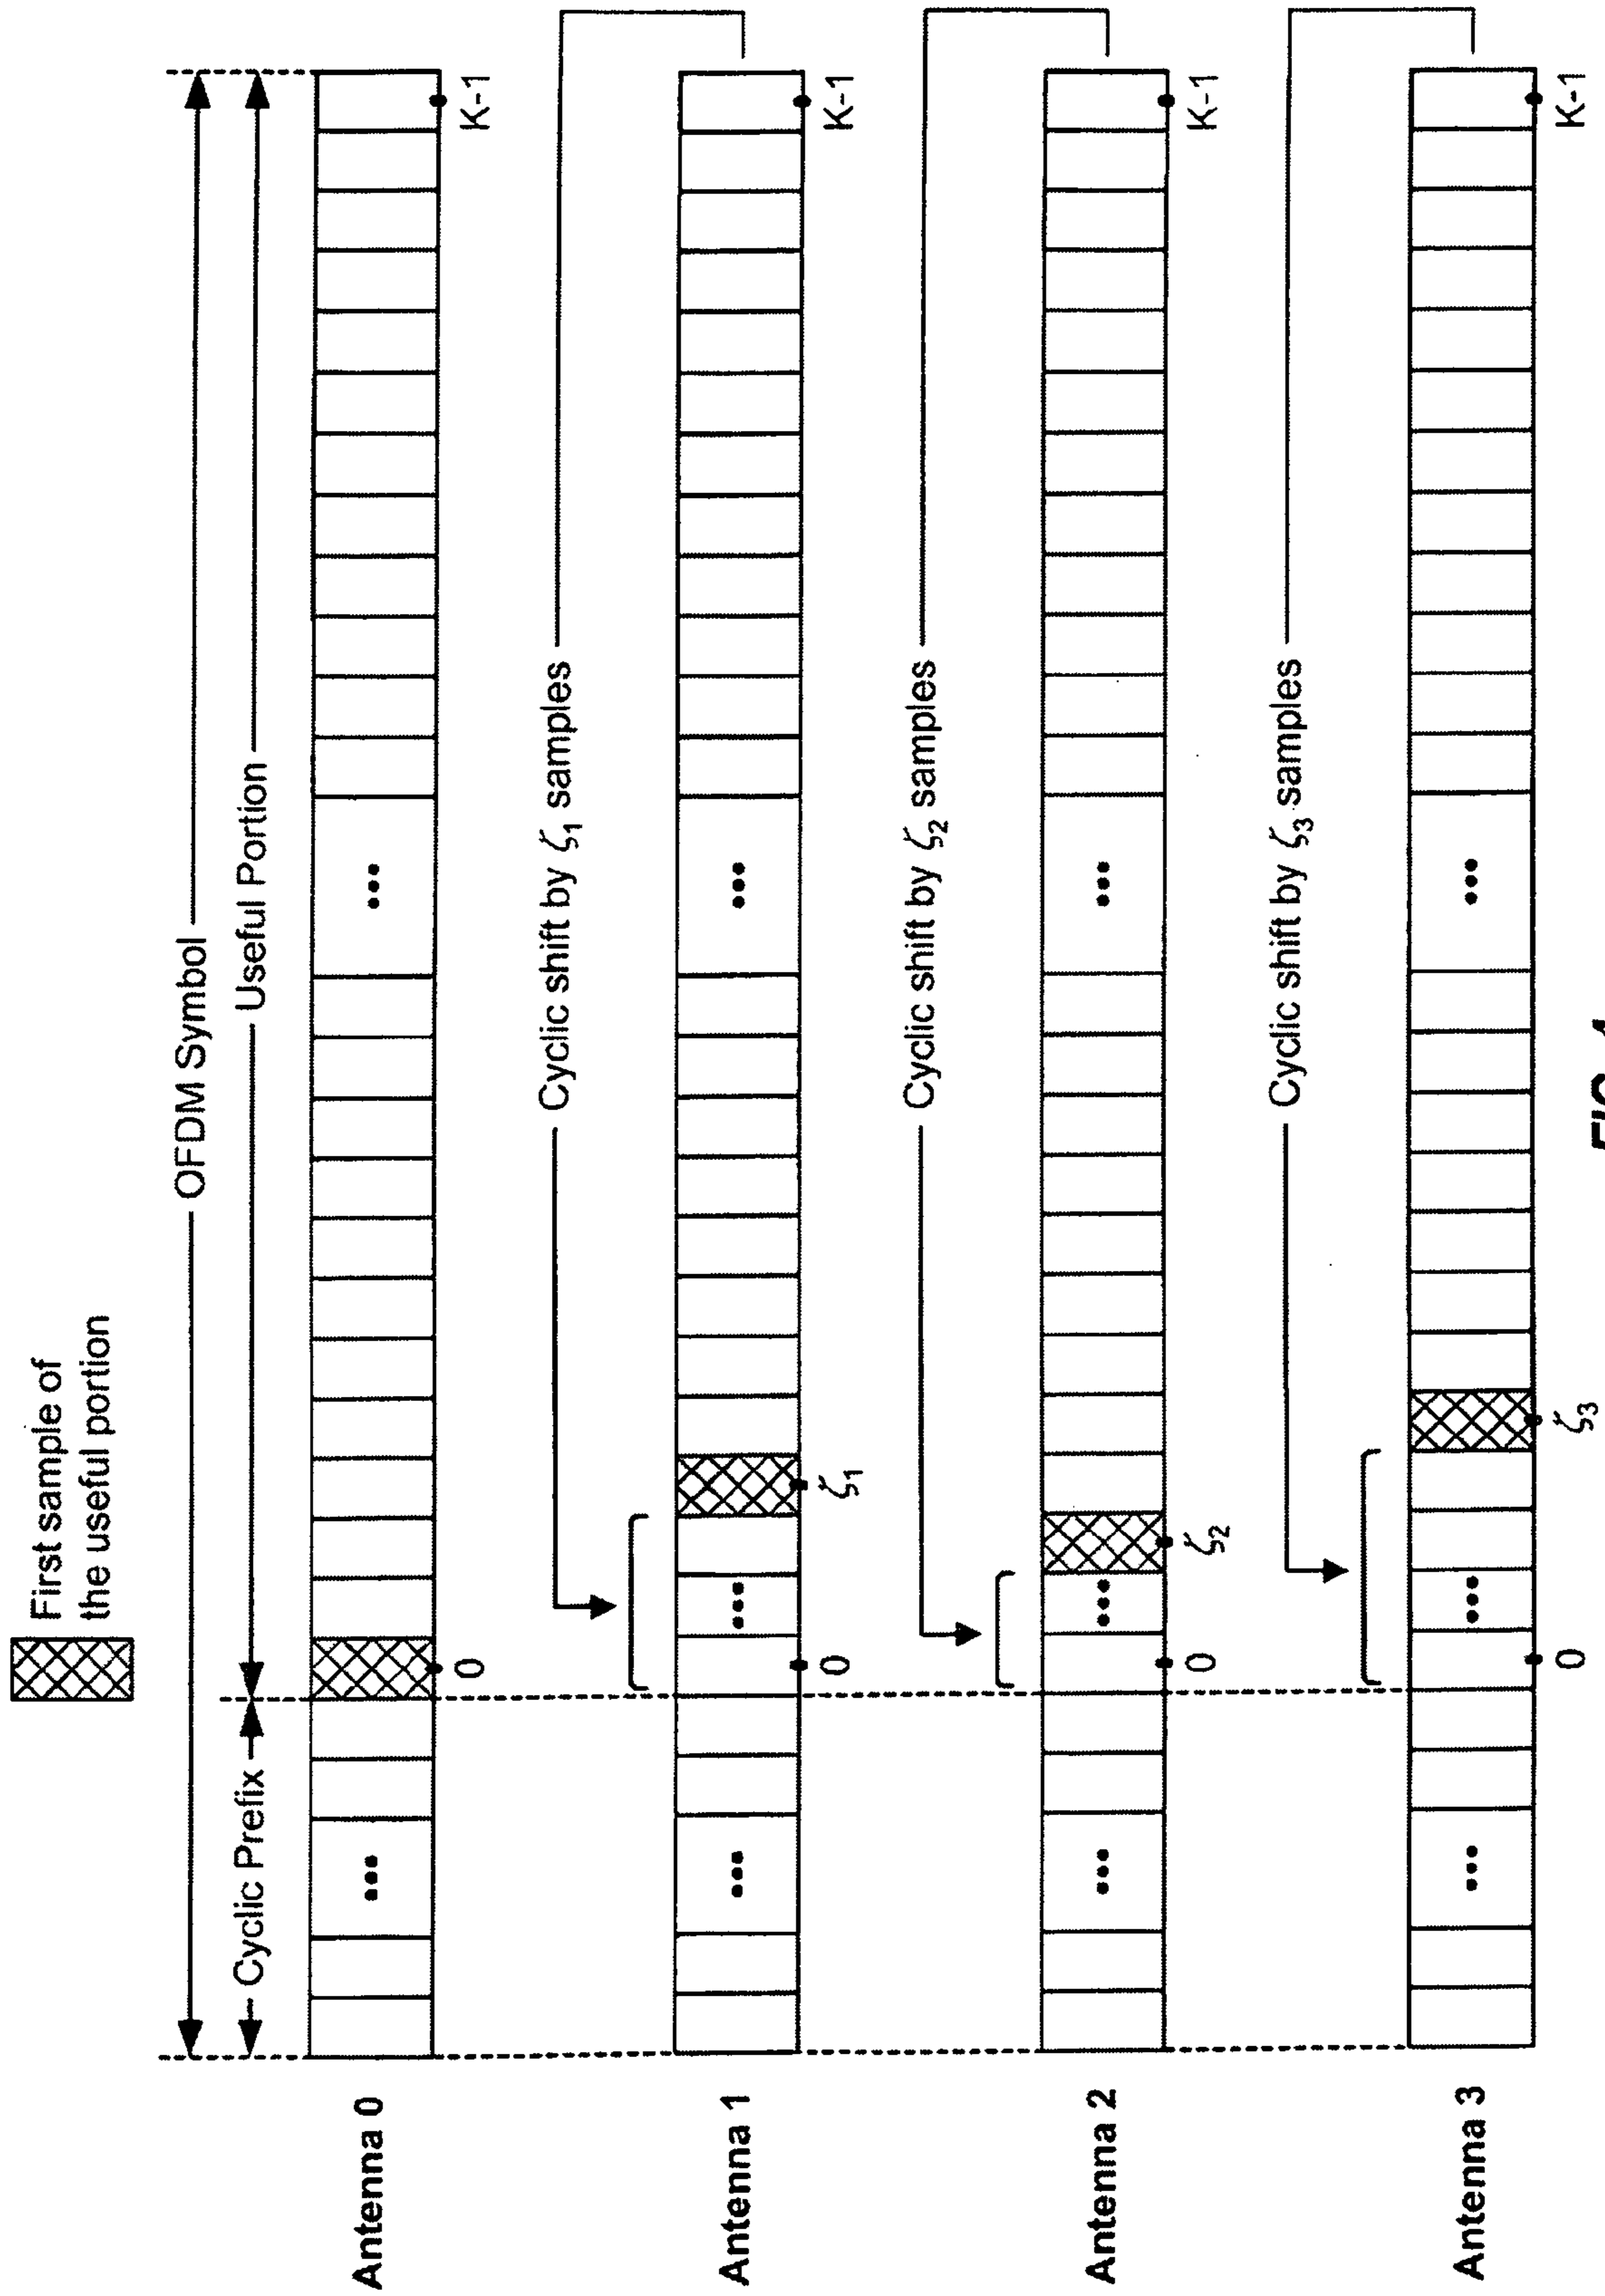 First sample of
the useful portion
OFDM Symbol
Cyclic Prefix
Useful Portion
Antenna 0
...
...
0
K-1
Cyclic shift by ζ1 samples
Antenna 1
...
...
...
0
ζ1
K-1
Cyclic shift by ζ2 samples
Antenna 2
...
...
...
0
ζ2
K-1
Cyclic shift by ζ3 samples
Antenna 3
...
...
...
0
ζ3
K-1